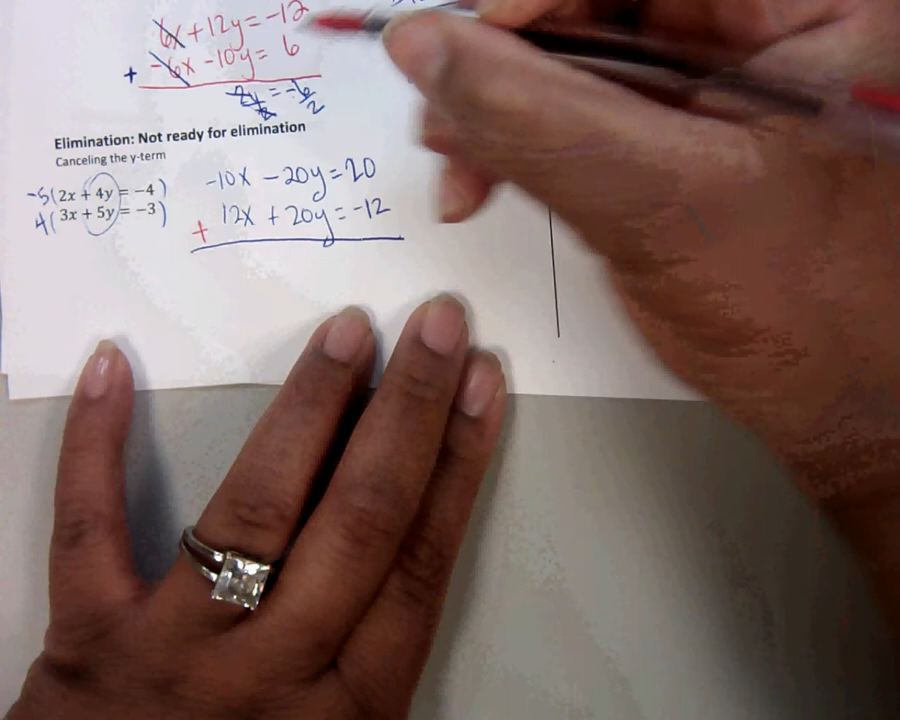 6x + 12y = -12
+ -6x - 10y = 6
2y = -6
2 2
Elimination: Not ready for elimination
Canceling the y-term
-5(2x + 4y = −4)
4(3x + 5y = −3)
-10x - 20y = 20
+ 12x + 20y = -12